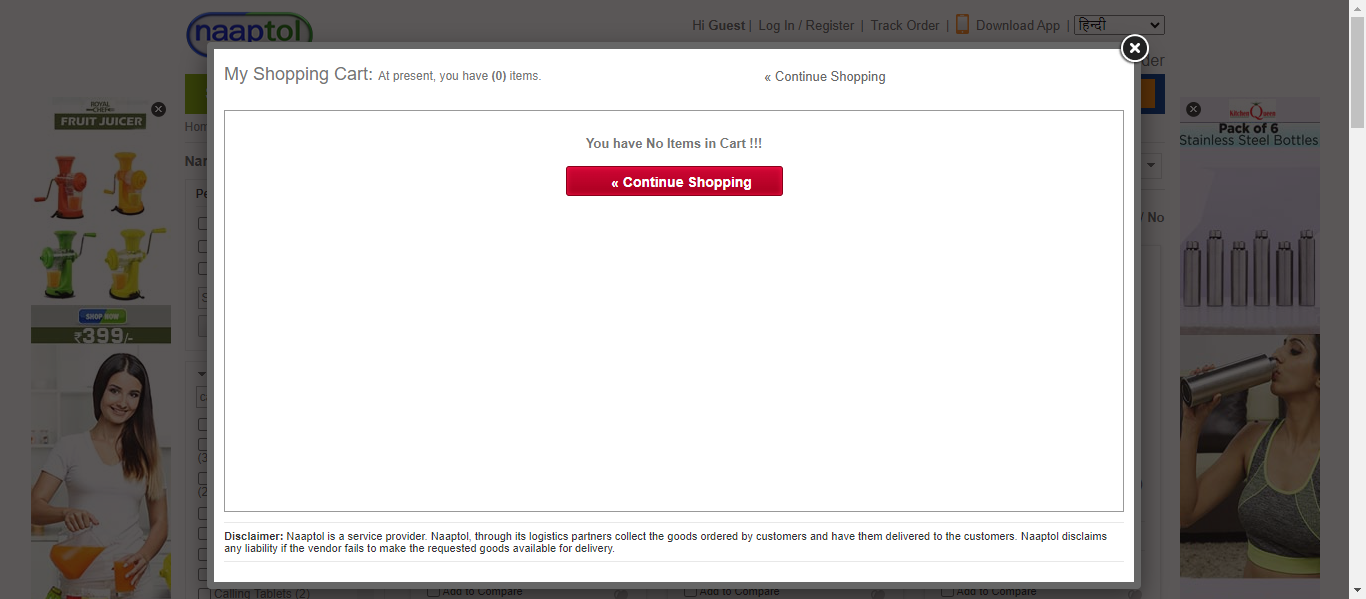 naaptol
Hi Guest | Log In / Register | Track Order | Download App | हिन्दी
My Shopping Cart: At present, you have (0) items.
« Continue Shopping
You have No Items in Cart !!!
« Continue Shopping
Disclaimer: Naaptol is a service provider. Naaptol, through its logistics partners collect the goods ordered by customers and have them delivered to the customers. Naaptol disclaims
any liability if the vendor fails to make the requested goods available for delivery.
ROYAL
CHEF
FRUIT JUICER
SHOP NOW
₹399/-
Kitchen Queen
Pack of 6
Stainless Steel Bottles
/ No
Calling Tablets (2)
Add to Compare
Add to Compare
Add to Compare